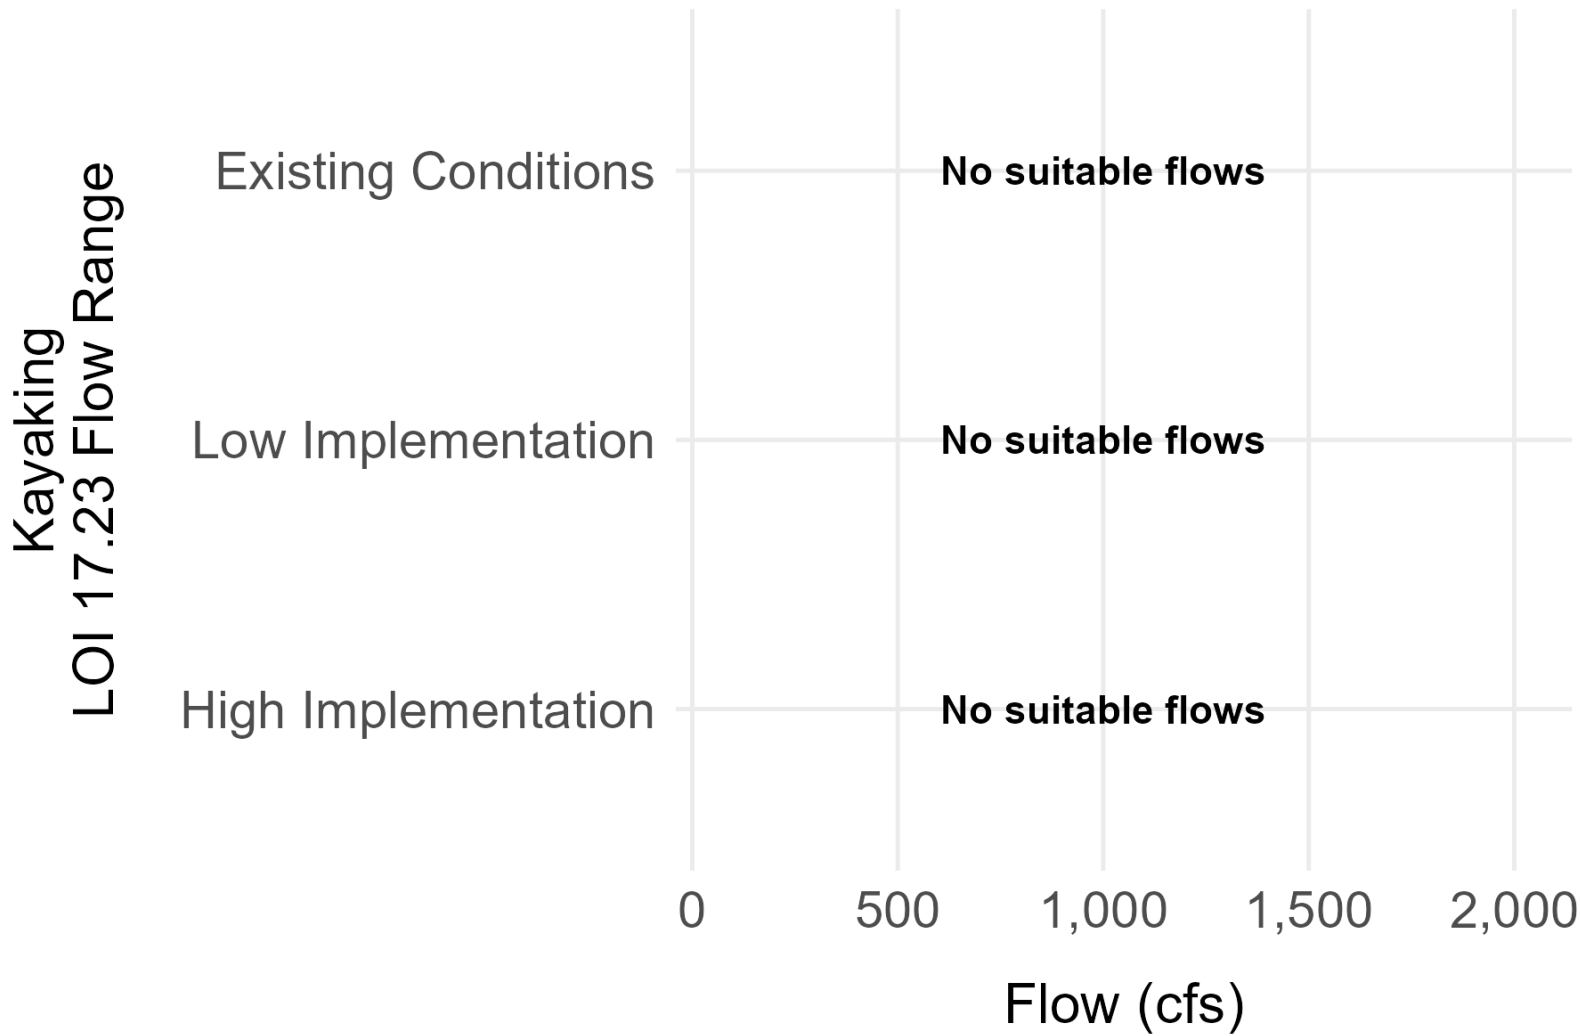 Kayaking
LOI 17.23 Flow Range
Existing Conditions
No suitable flows
Low Implementation
No suitable flows
High Implementation
No suitable flows
0 500 1,000 1,500 2,000
Flow (cfs)